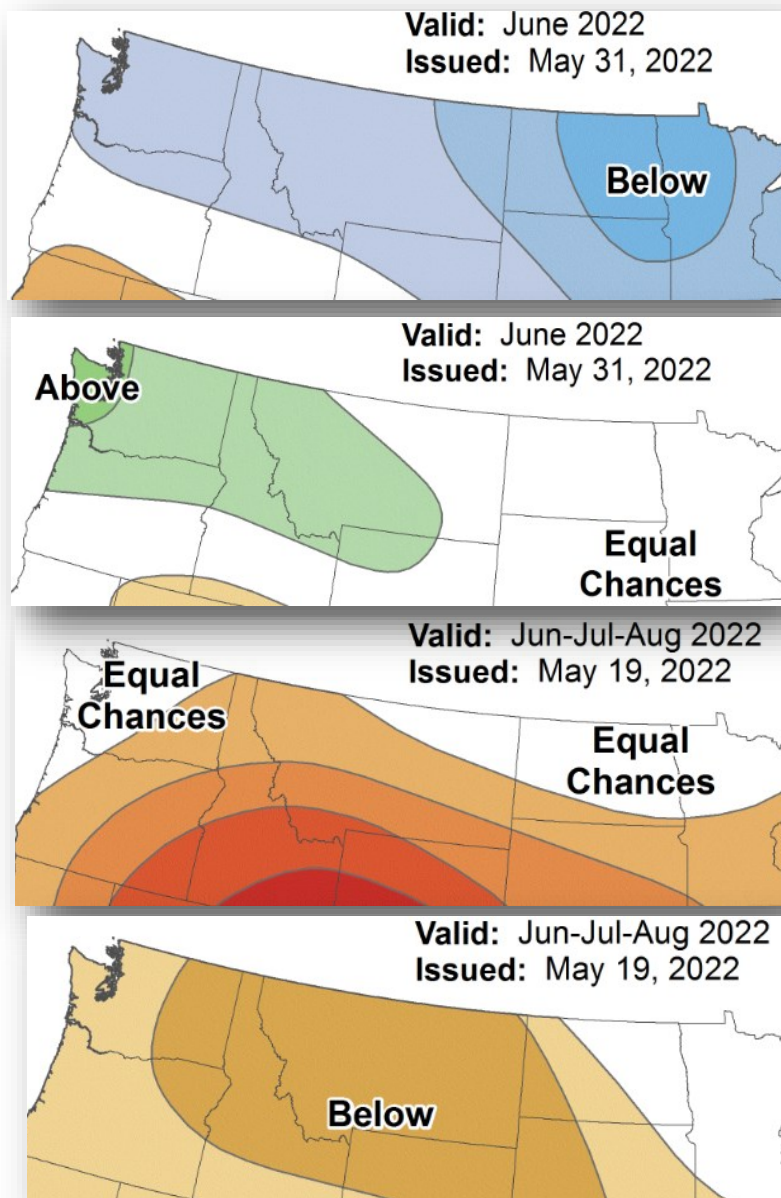 Valid: June 2022
Issued: May 31, 2022
Below
Valid: June 2022
Issued: May 31, 2022
Above
Equal
Chances
Valid: Jun-Jul-Aug 2022
Issued: May 19, 2022
Equal
Chances
Equal
Chances
Valid: Jun-Jul-Aug 2022
Issued: May 19, 2022
Below